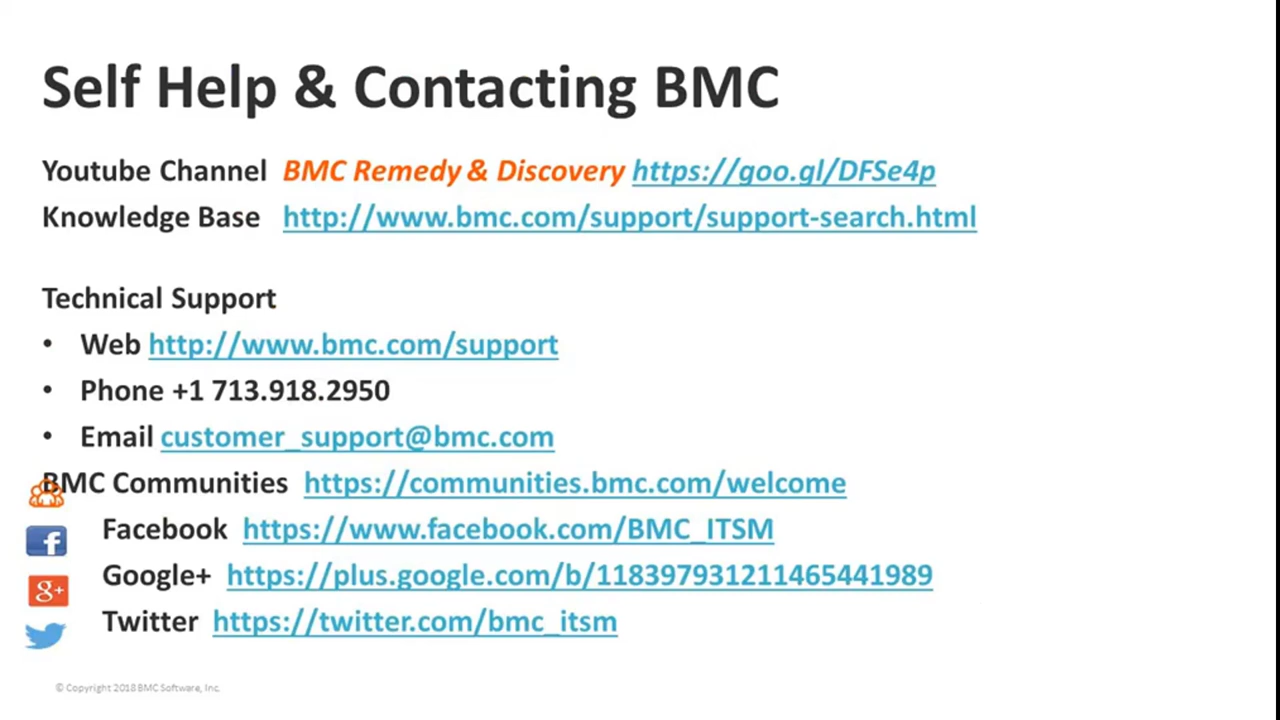 Self Help & Contacting BMC
Youtube Channel BMC Remedy & Discovery https://goo.gl/DFSe4p
Knowledge Base http://www.bmc.com/support/support-search.html
Technical Support
• Web http://www.bmc.com/support
• Phone +1 713.918.2950
• Email customer_support@bmc.com
BMC Communities https://communities.bmc.com/welcome
f Facebook https://www.facebook.com/BMC_ITSM
g+ Google+ https://plus.google.com/b/118397931211465441989
Twitter https://twitter.com/bmc_itsm
© Copyright 2018 BMC Software, Inc.